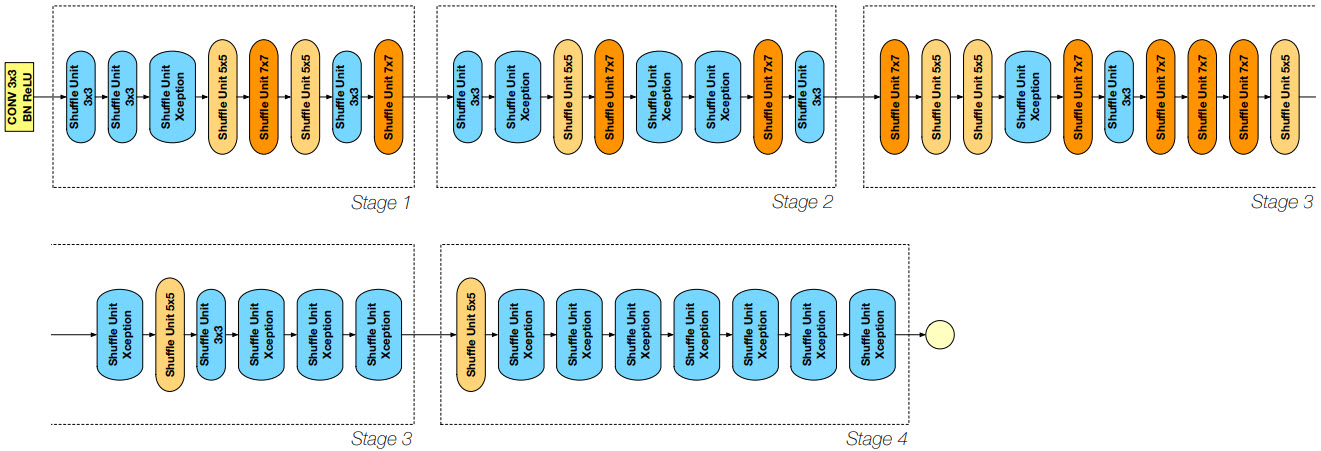 CONV 3x3
BN ReLU
Shuffle Unit
3x3
Shuffle Unit
3x3
Shuffle Unit
Xception
Shuffle Unit 5x5
Shuffle Unit 7x7
Shuffle Unit 5x5
Shuffle Unit
3x3
Shuffle Unit 7x7
Stage 1
Shuffle Unit
3x3
Shuffle Unit
Xception
Shuffle Unit 5x5
Shuffle Unit 7x7
Shuffle Unit
Xception
Shuffle Unit
Xception
Shuffle Unit 7x7
Shuffle Unit
3x3
Stage 2
Shuffle Unit 7x7
Shuffle Unit 5x5
Shuffle Unit 5x5
Shuffle Unit
Xception
Shuffle Unit 7x7
Shuffle Unit
3x3
Shuffle Unit 7x7
Shuffle Unit 7x7
Shuffle Unit 7x7
Shuffle Unit 5x5
Stage 3
Shuffle Unit
Xception
Shuffle Unit 5x5
Shuffle Unit
3x3
Shuffle Unit
Xception
Shuffle Unit
Xception
Shuffle Unit
Xception
Stage 3
Shuffle Unit 5x5
Shuffle Unit
Xception
Shuffle Unit
Xception
Shuffle Unit
Xception
Shuffle Unit
Xception
Shuffle Unit
Xception
Shuffle Unit
Xception
Shuffle Unit
Xception
Stage 4